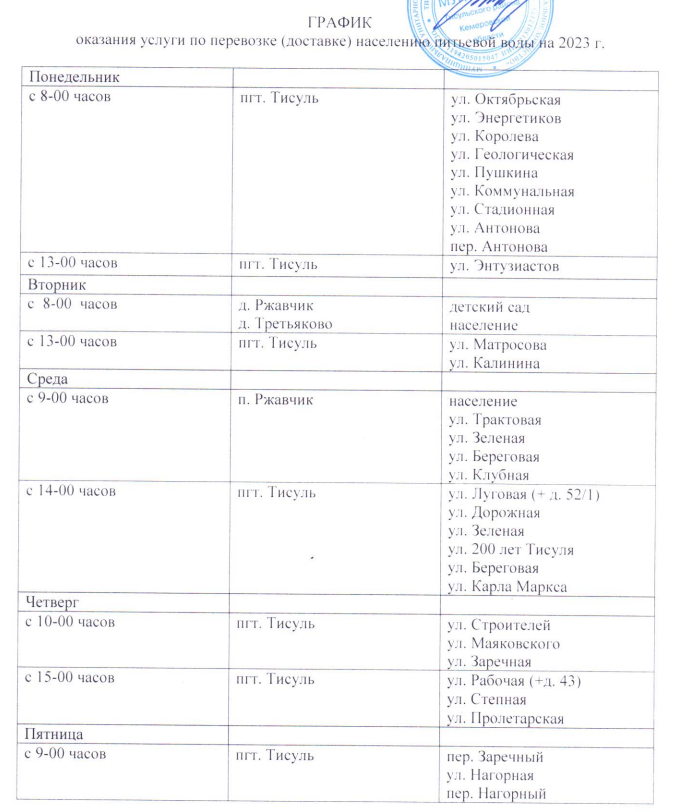 ГРАФИК
оказания услуги по перевозке (доставке) населению питьевой воды на 2023 г.
Понедельник
с 8-00 часов пгт. Тисуль ул. Октябрьская
ул. Энергетиков
ул. Королева
ул. Геологическая
ул. Пушкина
ул. Коммунальная
ул. Стадионная
ул. Антонова
пер. Антонова
с 13-00 часов пгт. Тисуль ул. Энтузиастов
Вторник
с 8-00 часов д. Ржавчик детский сад
д. Третьяково население
с 13-00 часов пгт. Тисуль ул. Матросова
ул. Калинина
Среда
с 9-00 часов п. Ржавчик население
ул. Трактовая
ул. Зеленая
ул. Береговая
ул. Клубная
с 14-00 часов пгт. Тисуль ул. Луговая (+ д. 52/1)
ул. Дорожная
ул. Зеленая
ул. 200 лет Тисуля
ул. Береговая
ул. Карла Маркса
Четверг
с 10-00 часов пгт. Тисуль ул. Строителей
ул. Маяковского
ул. Заречная
с 15-00 часов пгт. Тисуль ул. Рабочая (+д. 43)
ул. Степная
ул. Пролетарская
Пятница
с 9-00 часов пгт. Тисуль пер. Заречный
ул. Нагорная
пер. Нагорный
Тисульского района
Кемеровской
области